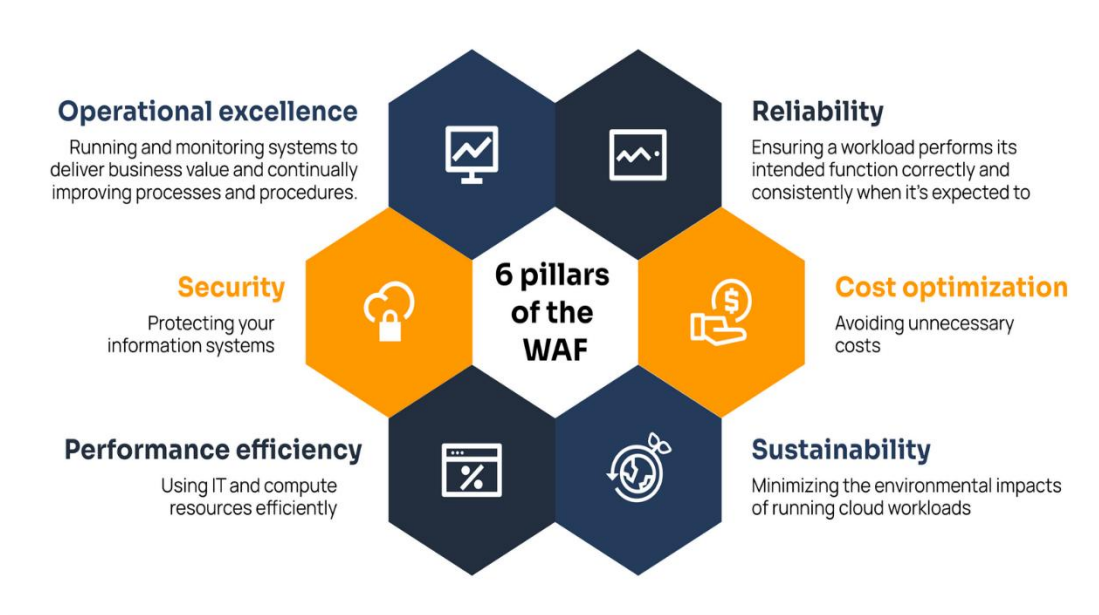 Operational excellence
Running and monitoring systems to
deliver business value and continually
improving processes and procedures.
Reliability
Ensuring a workload performs its
intended function correctly and
consistently when it's expected to
Security
Protecting your
information systems
6 pillars
of the
WAF
Cost optimization
Avoiding unnecessary
costs
Performance efficiency
Using IT and compute
resources efficiently
Sustainability
Minimizing the environmental impacts
of running cloud workloads